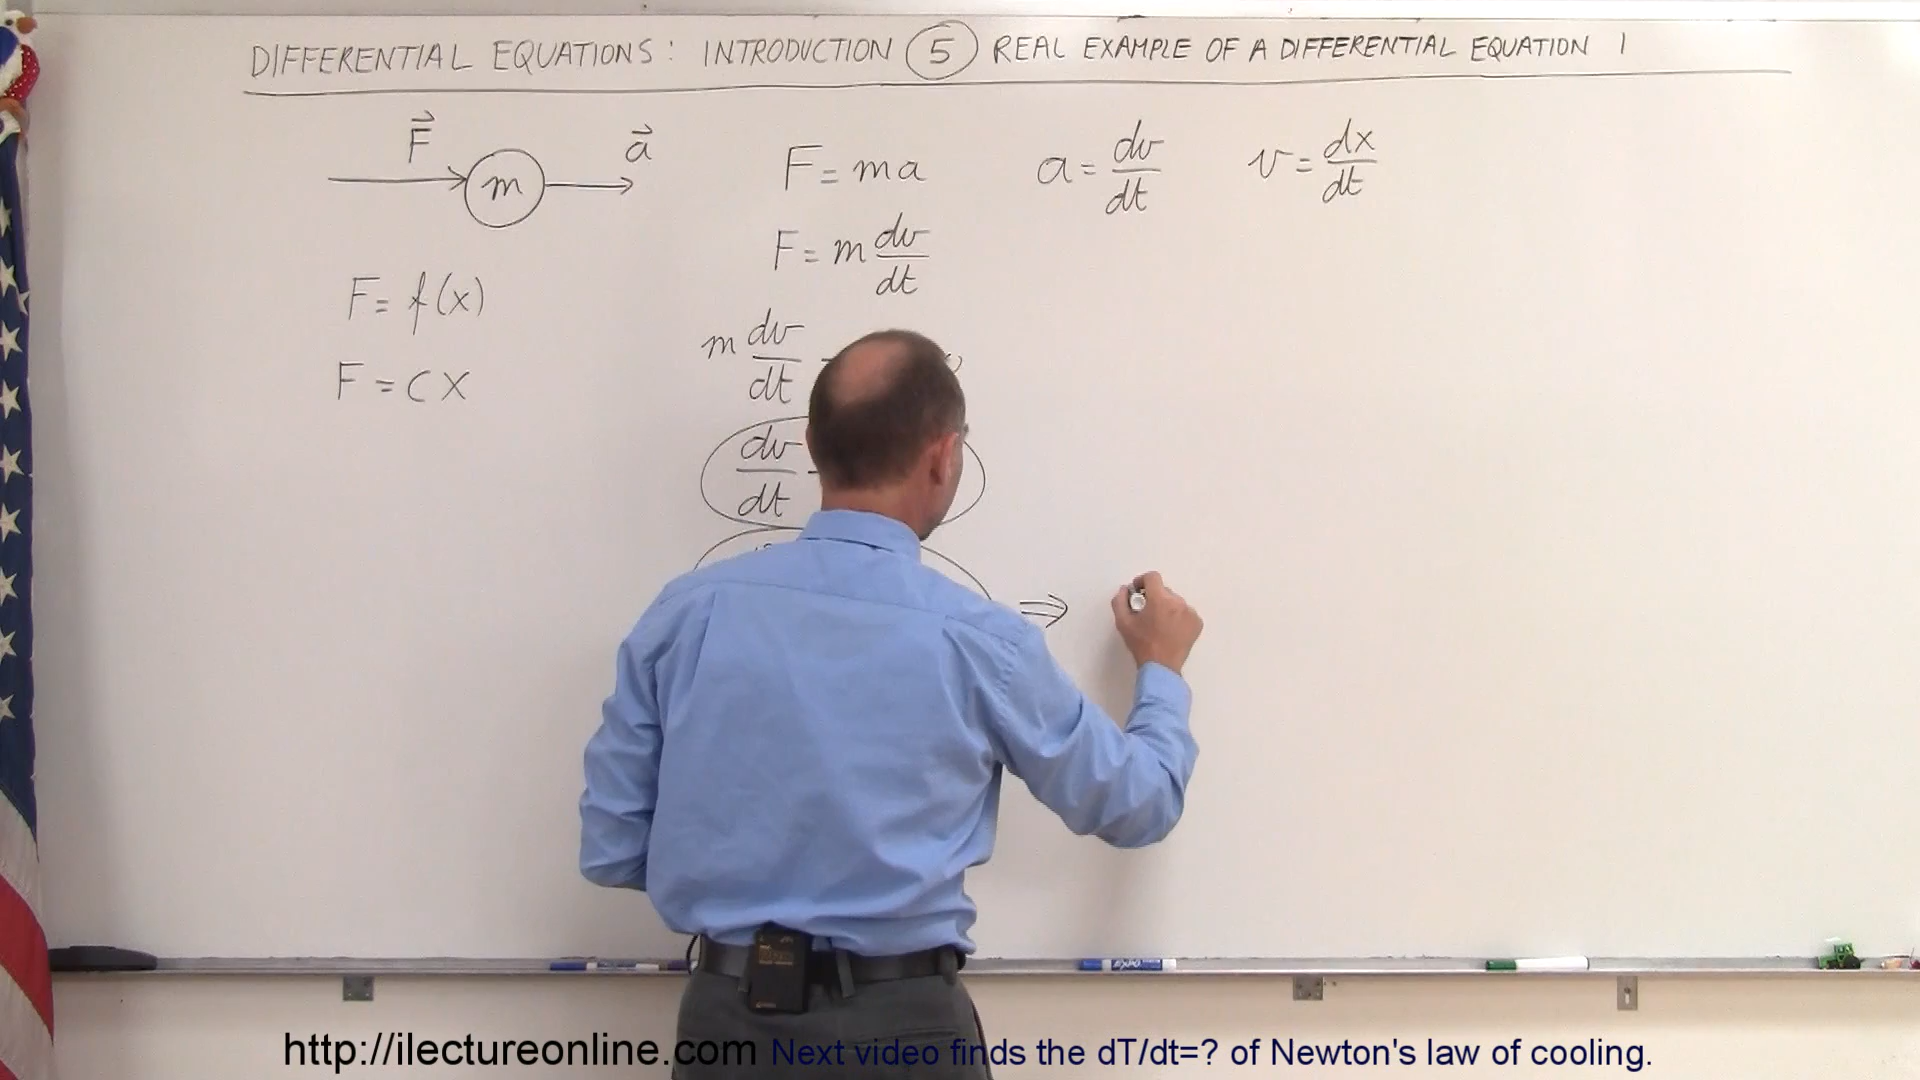 DIFFERENTIAL EQUATIONS: INTRODUCTION (5) REAL EXAMPLE OF A DIFFERENTIAL EQUATION 1
F⃗ m a⃗
F = ma
a = dv/dt
v = dx/dt
F = m dv/dt
F = f(x)
m dv/dt
F = cx
dv/dt
⇒
EXPO
http://ilectureonline.com Next video finds the dT/dt=? of Newton's law of cooling.